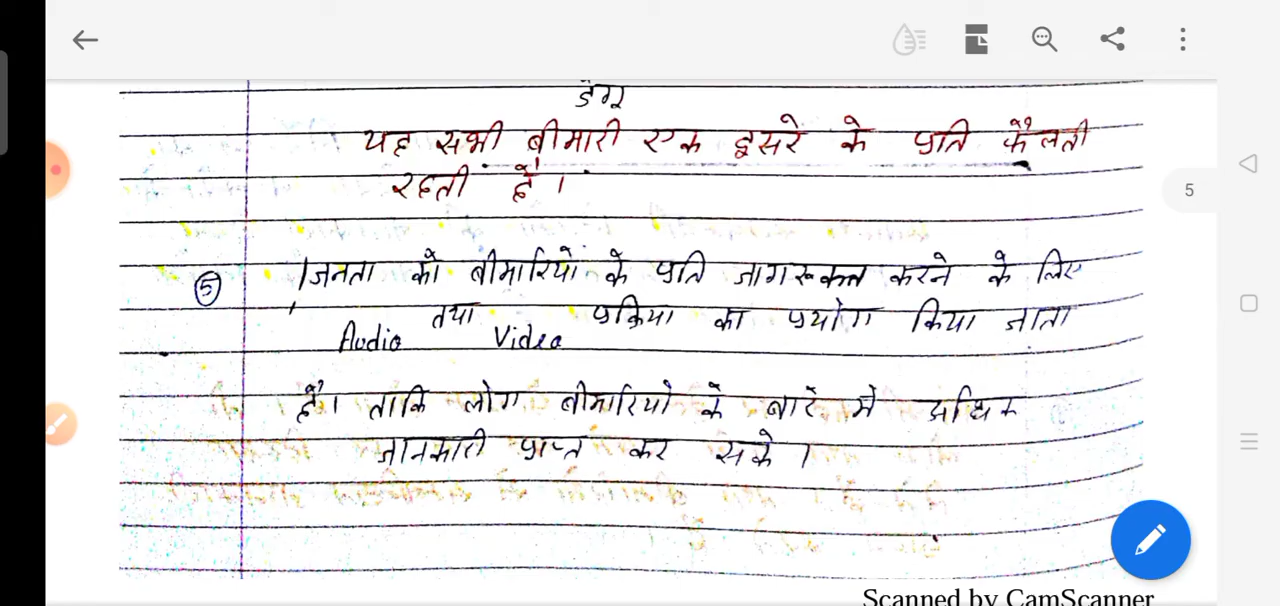 डेंगू
यह सभी बीमारी एक दूसरे के प्रति फैलती
रहती हैं।
5
⑤ जनता को बीमारियो के प्रति जागरूकत करने के लिए
Audio तथा Video प्रक्रिया का प्रयोग किया जाता
हैं। ताकि लोग बीमारियो के बारे मे अधिक
जानकारी प्राप्त कर सके।
Scanned by CamScanner